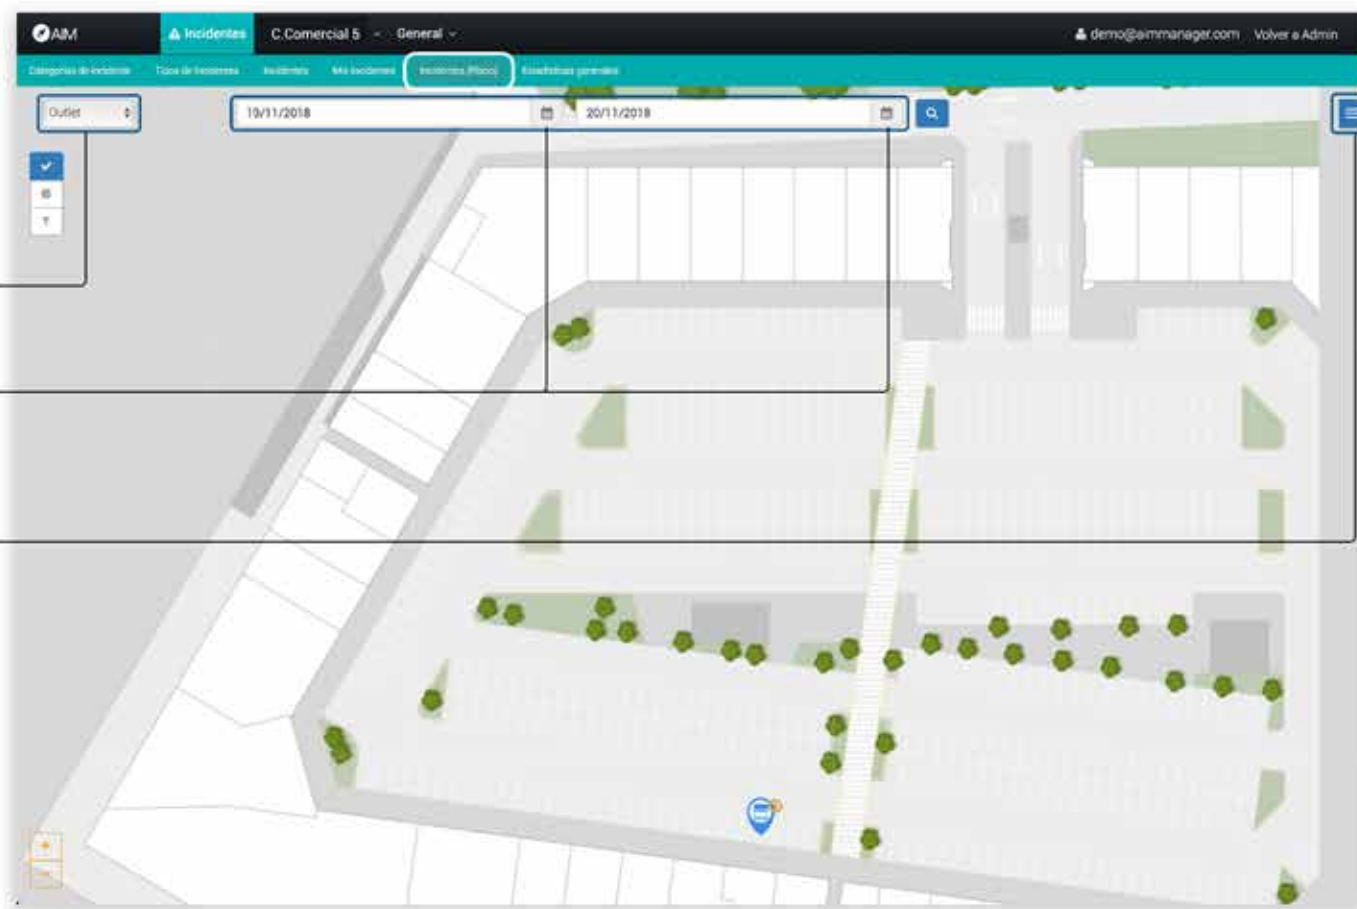 AIM
Incidentes
C.Comercial 5
General
demo@aimmanager.com
Volver a Admin
Categorías de incidente
Tipos de Incidentes
Incidentes
Mis Incidentes
Incidentes (Plano)
Estadísticas generales
Outlet
19/11/2018
20/11/2018